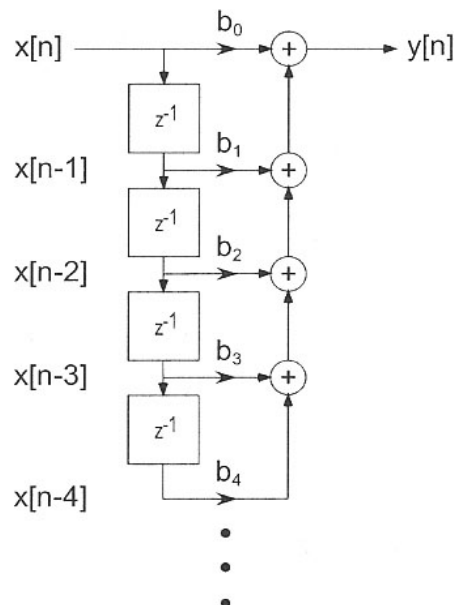 x[n] b₀ + y[n]
z⁻¹
x[n-1] b₁ +
z⁻¹
x[n-2] b₂ +
z⁻¹
x[n-3] b₃ +
z⁻¹
x[n-4] b₄